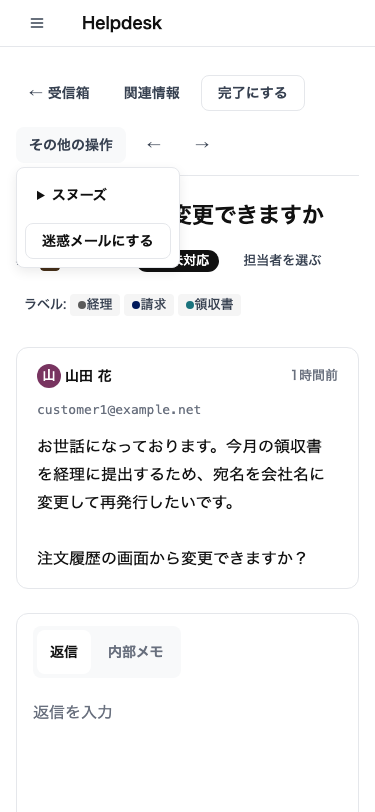 Helpdesk
← 受信箱 関連情報 完了にする
その他の操作 ← →
▶ スヌーズ
変更できますか
迷惑メールにする
対応 担当者を選ぶ
ラベル: 経理 請求 領収書
山 山田 花 1時間前
customer1@example.net
お世話になっております。今月の領収書
を経理に提出するため、宛名を会社名に
変更して再発行したいです。
注文履歴の画面から変更できますか？
返信 内部メモ
返信を入力